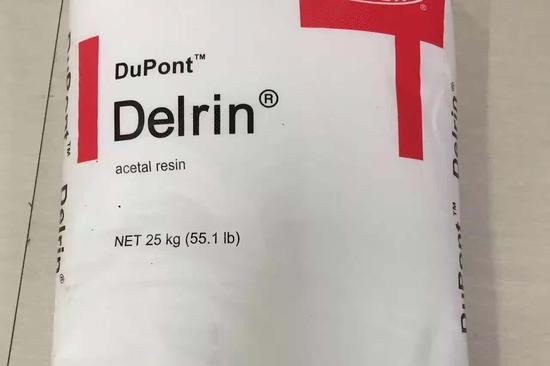 DuPont™
Delrin®
acetal resin
NET 25 kg (55.1 lb)
DuPont™
Delrin®
DuPont™ Delrin
®